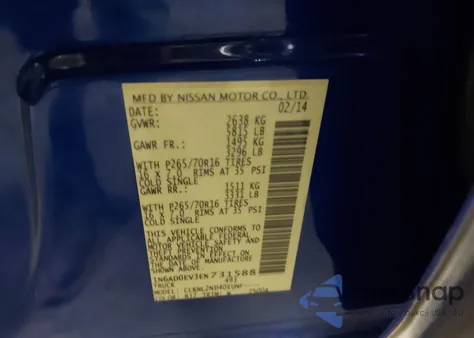 MFD BY NISSAN MOTOR CO., LTD.
DATE: 02/14
GVWR: 2638 KG
5815 LB
GAWR FR.: 1495 KG
3296 LB
WITH P265/70R16 TIRES
16 X 7.0 RIMS AT 35 PSI
COLD SINGLE
GAWR RR.: 1511 KG
3331 LB
WITH P265/70R16 TIRES
16 X 7.0 RIMS AT 35 PSI
COLD SINGLE
THIS VEHICLE CONFORMS TO
ALL APPLICABLE FEDERAL
MOTOR VEHICLE SAFETY AND
THEFT PREVENTION
STANDARDS IN EFFECT ON
THE DATE OF MANUFACTURE
SHOWN ABOVE.
1N6AD0EV3EN731588
TRUCK
MODEL:
COLOR: TRIM: